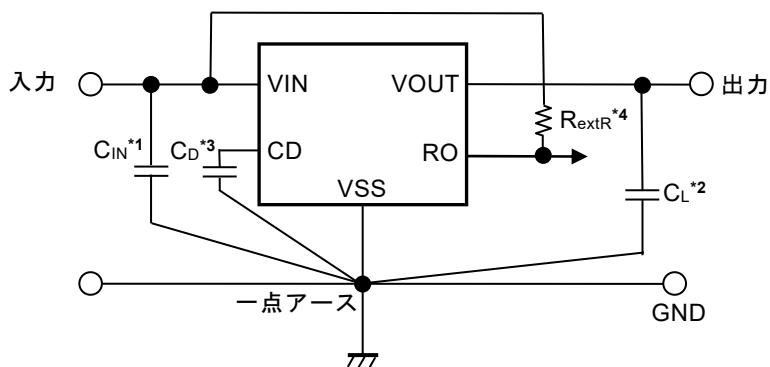 入力
VIN
VOUT
出力
CIN*1
CD*3
CD
RO
RextR*4
VSS
CL*2
一点アース
GND